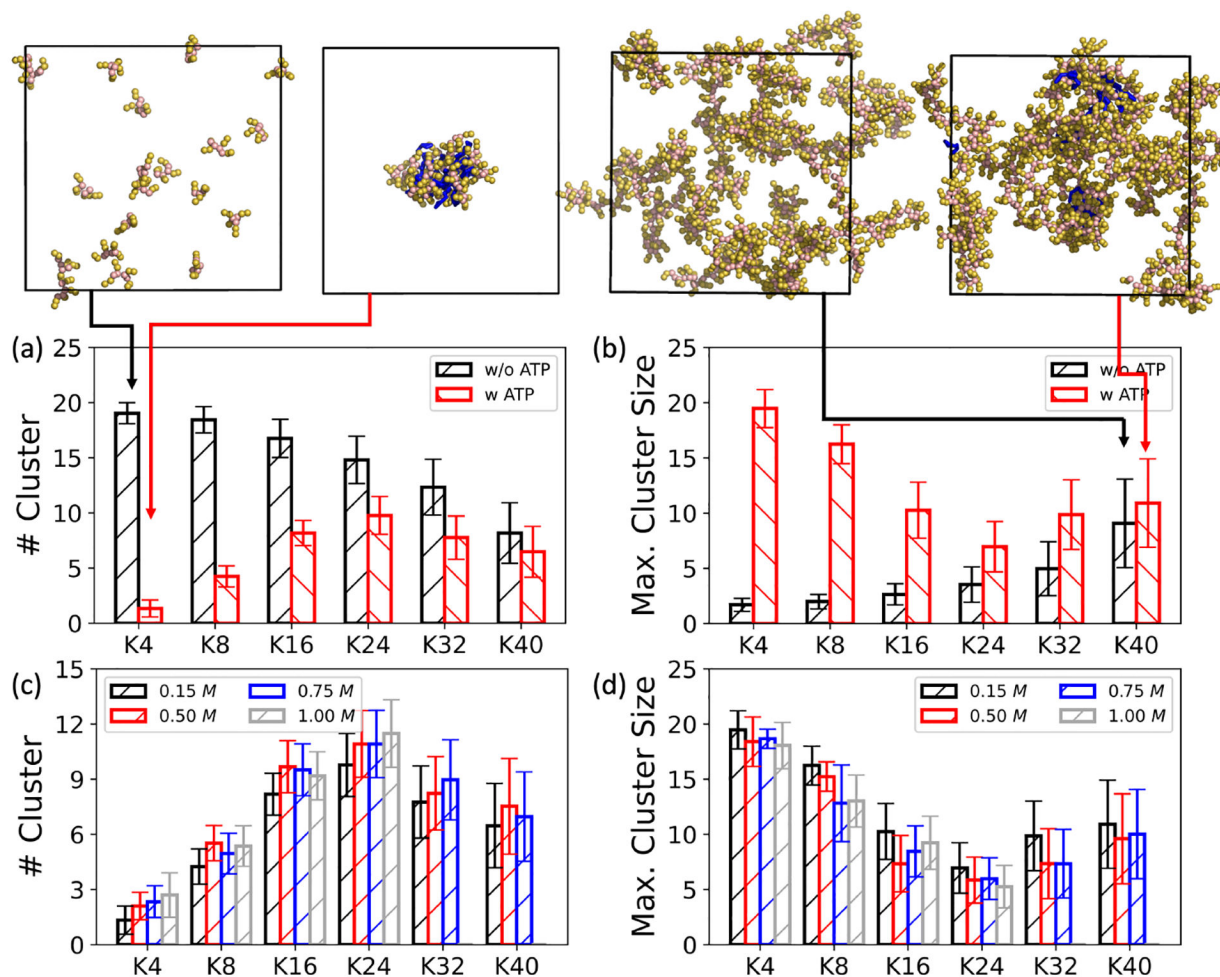 (a)
25
20
15
10
5
0
# Cluster
w/o ATP
w ATP
K4 K8 K16 K24 K32 K40
(b)
25
20
15
10
5
0
Max. Cluster Size
w/o ATP
w ATP
K4 K8 K16 K24 K32 K40
(c)
15
12
9
6
3
0
# Cluster
0.15 M 0.75 M
0.50 M 1.00 M
K4 K8 K16 K24 K32 K40
(d)
25
20
15
10
5
0
Max. Cluster Size
0.15 M 0.75 M
0.50 M 1.00 M
K4 K8 K16 K24 K32 K40